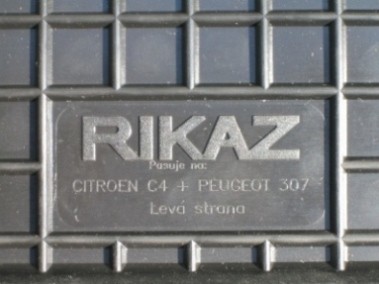 RIKAZ
Pasuje na:
CITROEN C4 + PEUGEOT 307
Levá strana